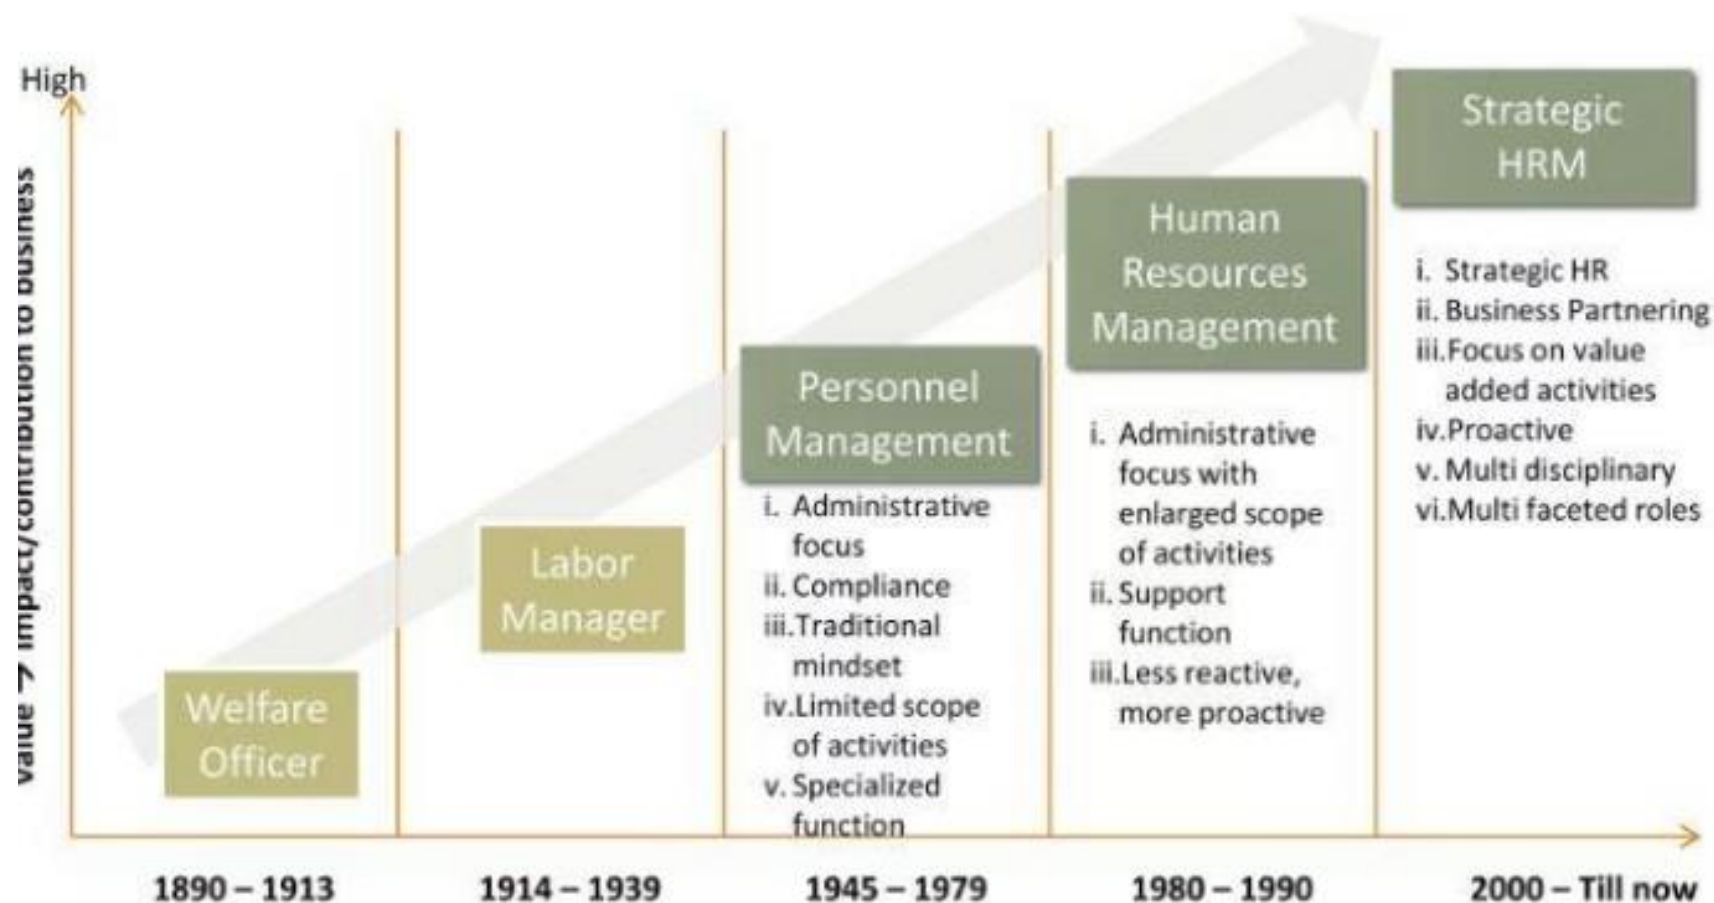 High
value → impact/contribution to business
Strategic
HRM
i. Strategic HR
ii. Business Partnering
iii.Focus on value
added activities
iv.Proactive
v. Multi disciplinary
vi.Multi faceted roles
Human
Resources
Management
i. Administrative
focus with
enlarged scope
of activities
ii. Support
function
iii.Less reactive,
more proactive
Personnel
Management
i. Administrative
focus
ii. Compliance
iii.Traditional
mindset
iv.Limited scope
of activities
v. Specialized
function
Labor
Manager
Welfare
Officer
1890 – 1913
1914 – 1939
1945 – 1979
1980 – 1990
2000 – Till now